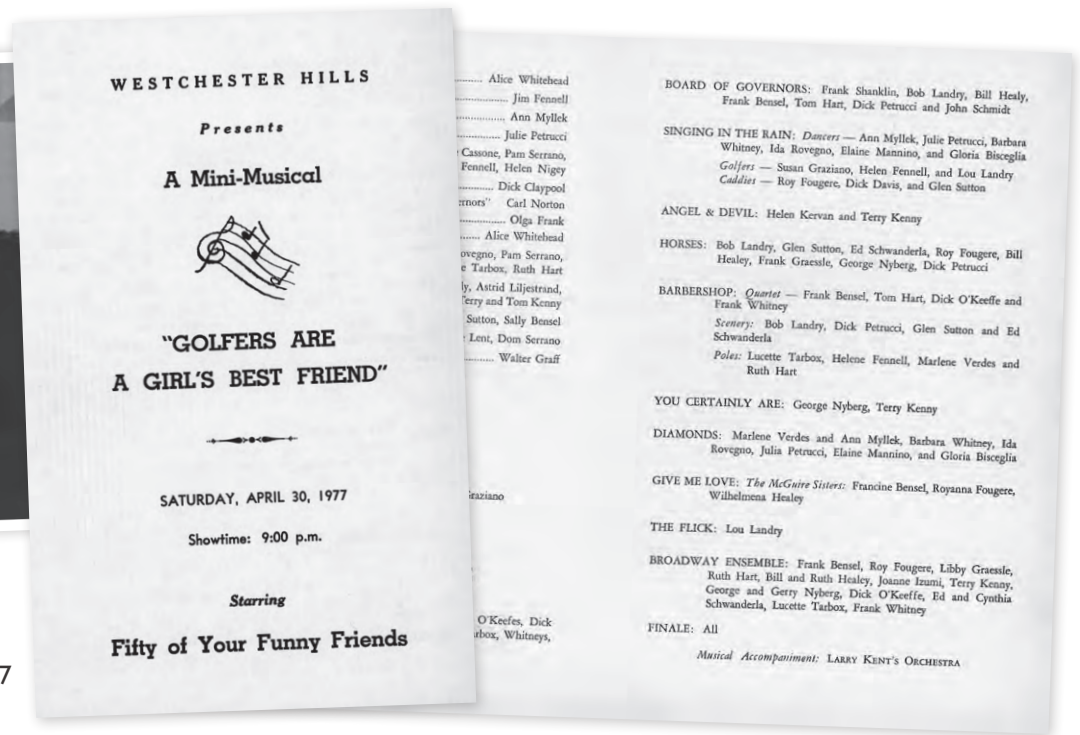 WESTCHESTER HILLS
Presents
A Mini-Musical
"GOLFERS ARE
A GIRL'S BEST FRIEND"
SATURDAY, APRIL 30, 1977
Showtime: 9:00 p.m.
Starring
Fifty of Your Funny Friends
7
Alice Whitehead
Jim Fennell
Ann Myllek
Julie Petrucci
Cassone, Pam Serrano,
Fennell, Helen Nigey
Dick Claypool
Carl Norton
Olga Frank
Alice Whitehead
Pam Serrano,
Tarbox, Ruth Hart
Astrid Liljestrand,
Terry and Tom Kenny
Sutton, Sally Bensel
Lent, Dom Serrano
Walter Graff
Graziano
O'Keefes, Dick
Whitneys,
BOARD OF GOVERNORS: Frank Shanklin, Bob Landry, Bill Healy,
Frank Bensel, Tom Hart, Dick Petrucci and John Schmidt
SINGING IN THE RAIN: Dancers — Ann Myllek, Julie Petrucci, Barbara
Whitney, Ida Rovegno, Elaine Mannino, and Gloria Bisceglia
Golfers — Susan Graziano, Helen Fennell, and Lou Landry
Caddies — Roy Fougere, Dick Davis, and Glen Sutton
ANGEL & DEVIL: Helen Kervan and Terry Kenny
HORSES: Bob Landry, Glen Sutton, Ed Schwanderla, Roy Fougere, Bill
Healey, Frank Graessle, George Nyberg, Dick Petrucci
BARBERSHOP: Quartet — Frank Bensel, Tom Hart, Dick O'Keeffe and
Frank Whitney
Scenery: Bob Landry, Dick Petrucci, Glen Sutton and Ed
Schwanderla
Poles: Lucette Tarbox, Helene Fennell, Marlene Verdes and
Ruth Hart
YOU CERTAINLY ARE: George Nyberg, Terry Kenny
DIAMONDS: Marlene Verdes and Ann Myllek, Barbara Whitney, Ida
Rovegno, Julia Petrucci, Elaine Mannino, and Gloria Bisceglia
GIVE ME LOVE: The McGuire Sisters: Francine Bensel, Royanna Fougere,
Wilhelmena Healey
THE FLICK: Lou Landry
BROADWAY ENSEMBLE: Frank Bensel, Roy Fougere, Libby Graessle,
Ruth Hart, Bill and Ruth Healey, Joanne Izumi, Terry Kenny,
George and Gerry Nyberg, Dick O'Keeffe, Ed and Cynthia
Schwanderla, Lucette Tarbox, Frank Whitney
FINALE: All
Musical Accompaniment: LARRY KENT'S ORCHESTRA